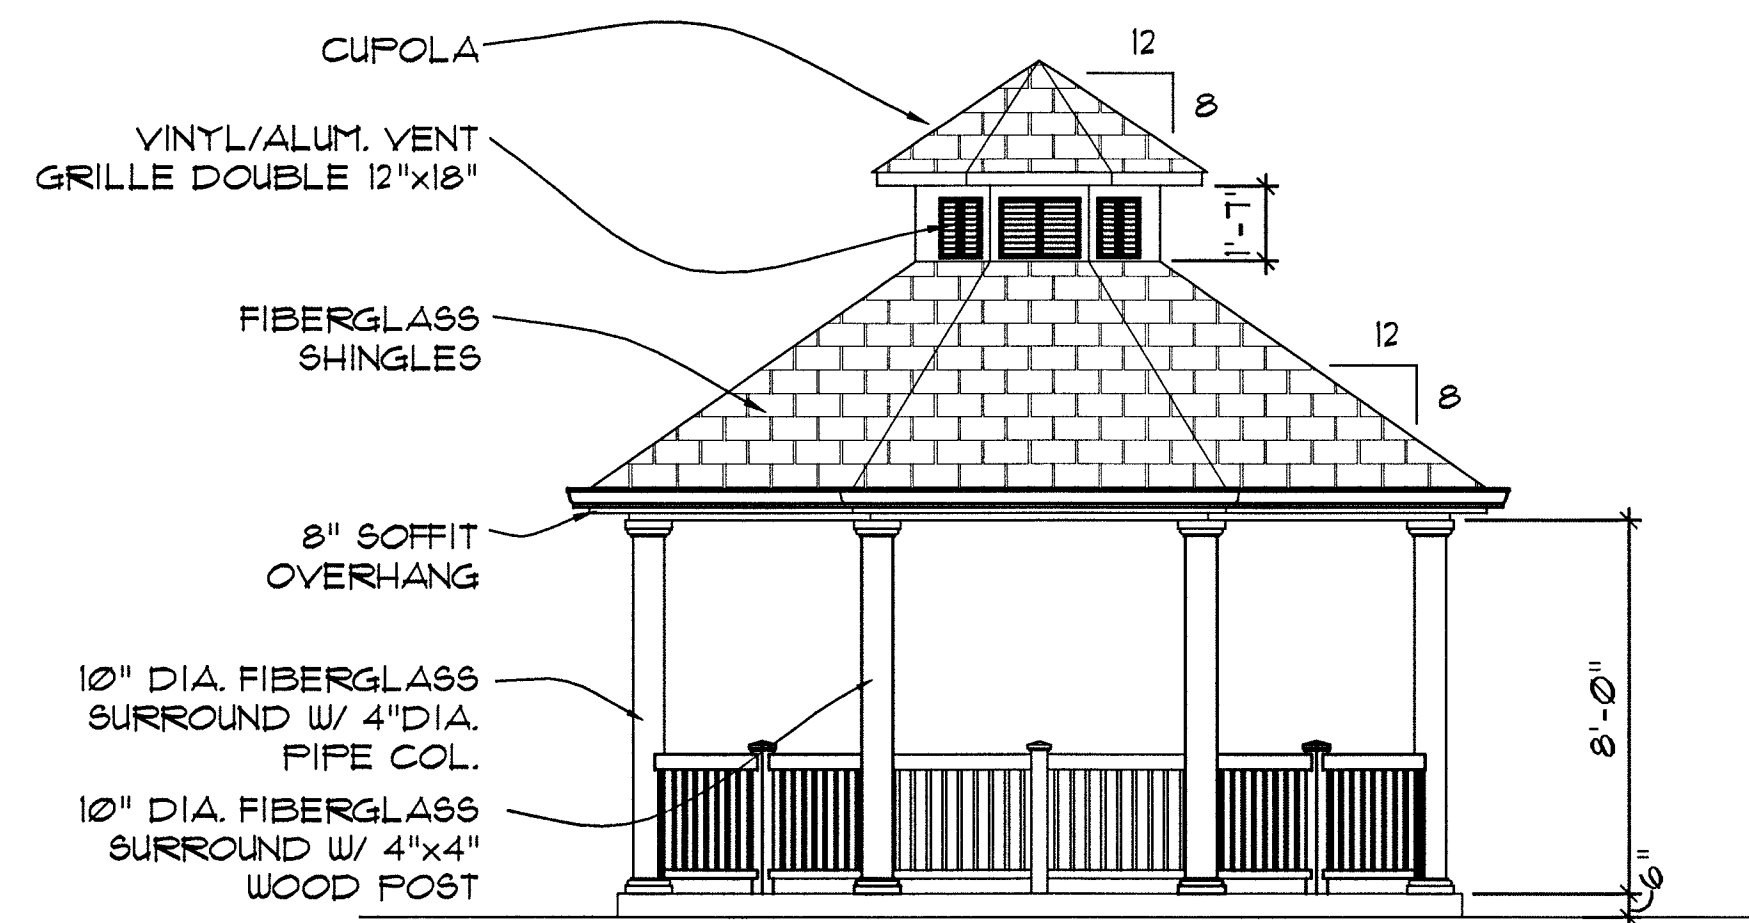 CUPOLA
VINYL/ALUM. VENT
GRILLE DOUBLE 12"x18"
FIBERGLASS
SHINGLES
8" SOFFIT
OVERHANG
10" DIA. FIBERGLASS
SURROUND W/ 4"DIA.
PIPE COL.
10" DIA. FIBERGLASS
SURROUND W/ 4"x4"
WOOD POST
12
8
1'-7"
12
8
8'-0"
6"